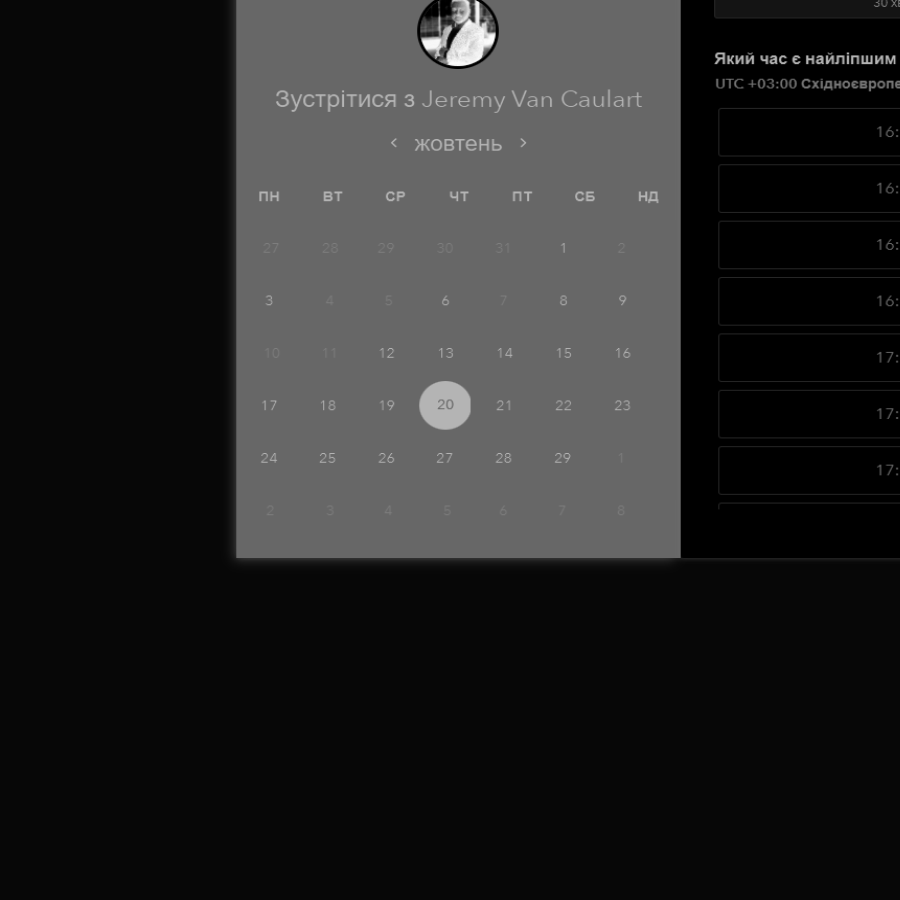 Зустрітися з Jeremy Van Caulart
< жовтень >
ПН ВТ СР ЧТ ПТ СБ НД
27 28 29 30 31 1 2
3 4 5 6 7 8 9
10 11 12 13 14 15 16
17 18 19 20 21 22 23
24 25 26 27 28 29 1
2 3 4 5 6 7 8
30
Який час є найліпшим
UTC +03:00
16:
16:
16:
16:
17:
17:
17: